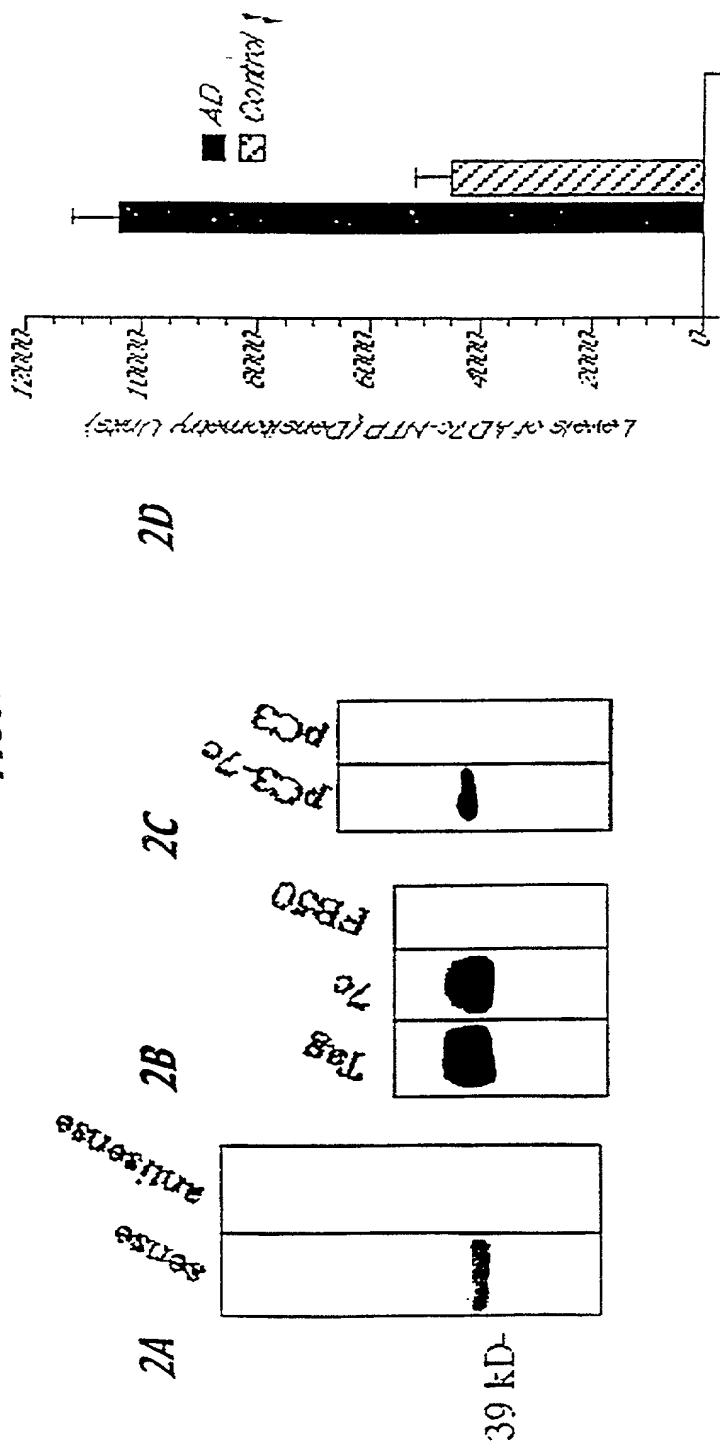 2A
sense
antisense
39 kD-
2B
Tag
7c
FB50
2C
pC3-7c
pC3
2D
Levels of AD7c-NTP (Densitometry Units)
12000
10000
8000
6000
4000
2000
0
AD
Control